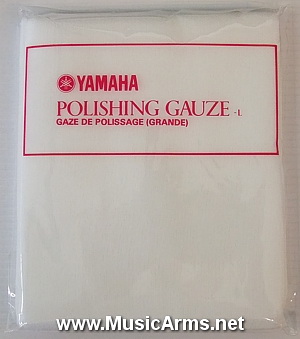 YAMAHA
POLISHING GAUZE -L
GAZE DE POLISSAGE (GRANDE)
www.MusicArms.net